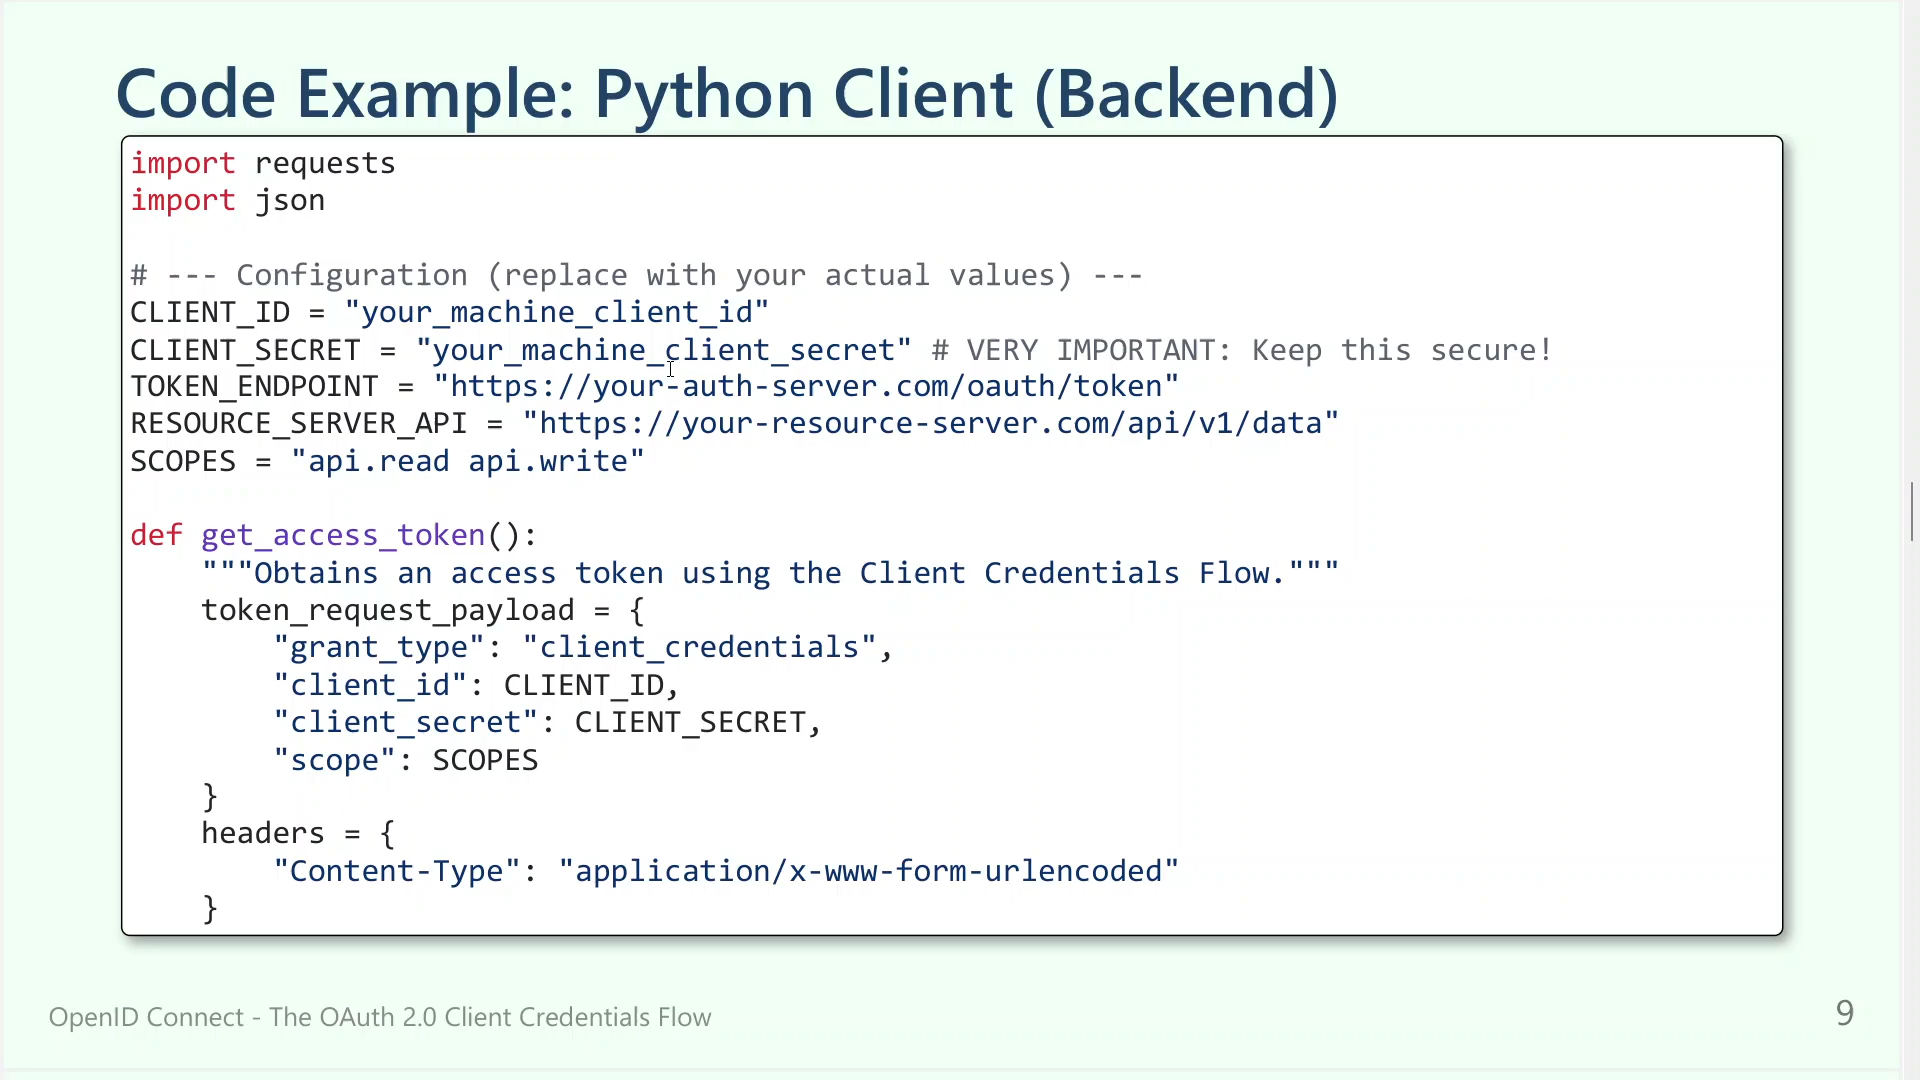 Code Example: Python Client (Backend)
import requests
import json
# --- Configuration (replace with your actual values) ---
CLIENT_ID = "your_machine_client_id"
CLIENT_SECRET = "your_machine_client_secret" # VERY IMPORTANT: Keep this secure!
TOKEN_ENDPOINT = "https://your-auth-server.com/oauth/token"
RESOURCE_SERVER_API = "https://your-resource-server.com/api/v1/data"
SCOPES = "api.read api.write"
def get_access_token():
    """Obtains an access token using the Client Credentials Flow."""
    token_request_payload = {
        "grant_type": "client_credentials",
        "client_id": CLIENT_ID,
        "client_secret": CLIENT_SECRET,
        "scope": SCOPES
    }
    headers = {
        "Content-Type": "application/x-www-form-urlencoded"
    }
OpenID Connect - The OAuth 2.0 Client Credentials Flow
9